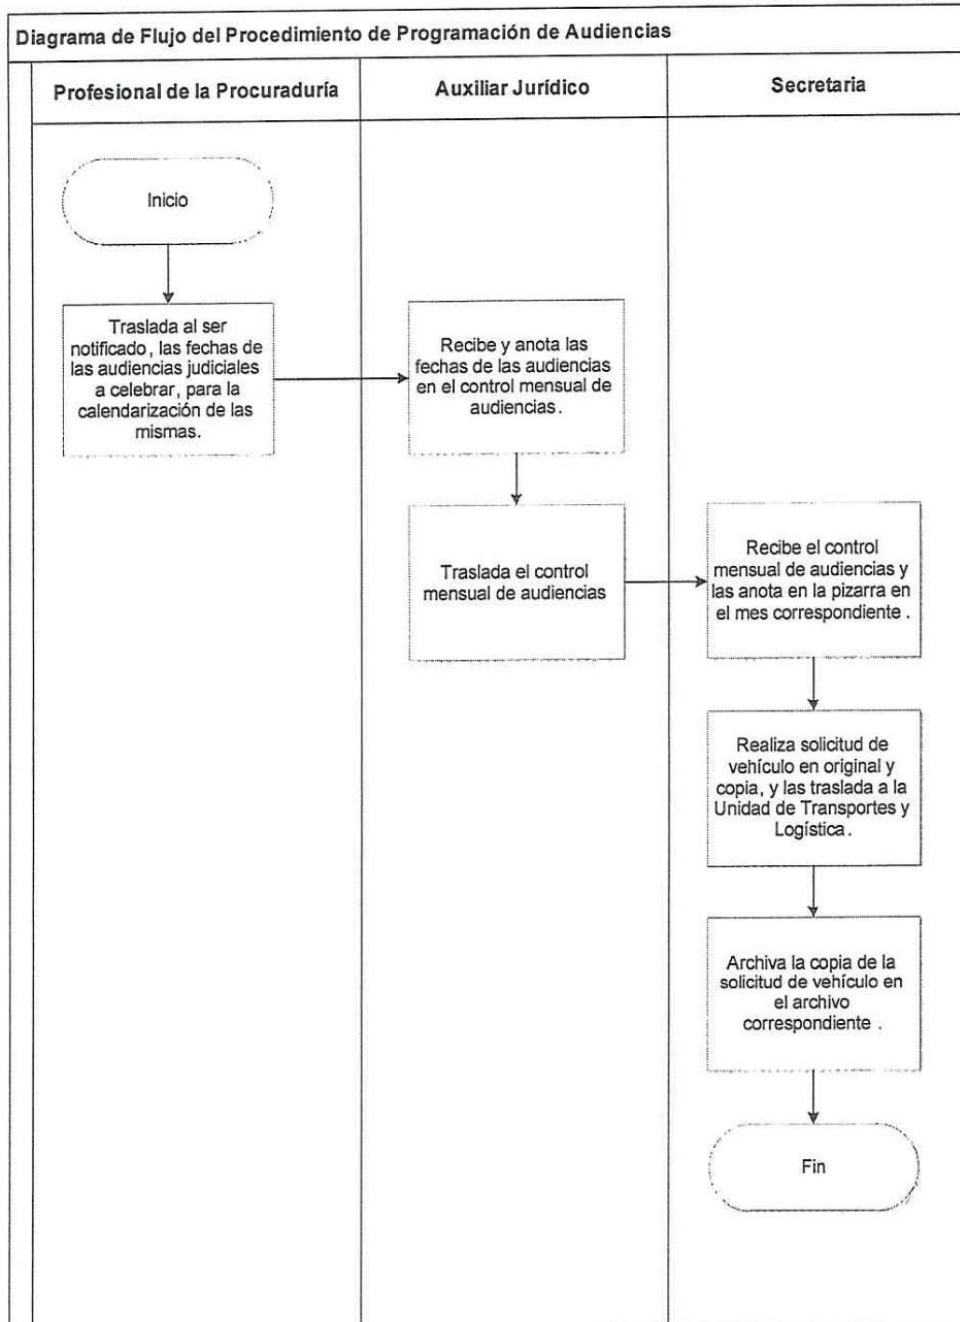 Diagrama de Flujo del Procedimiento de Programación de Audiencias
Profesional de la Procuraduría
Auxiliar Jurídico
Secretaria
Inicio
Traslada al ser
notificado, las fechas de
las audiencias judiciales
a celebrar, para la
calendarización de las
mismas.
Recibe y anota las
fechas de las audiencias
en el control mensual de
audiencias.
Traslada el control
mensual de audiencias
Recibe el control
mensual de audiencias y
las anota en la pizarra en
el mes correspondiente .
Realiza solicitud de
vehículo en original y
copia, y las traslada a la
Unidad de Transportes y
Logística .
Archiva la copia de la
solicitud de vehículo en
el archivo
correspondiente .
Fin